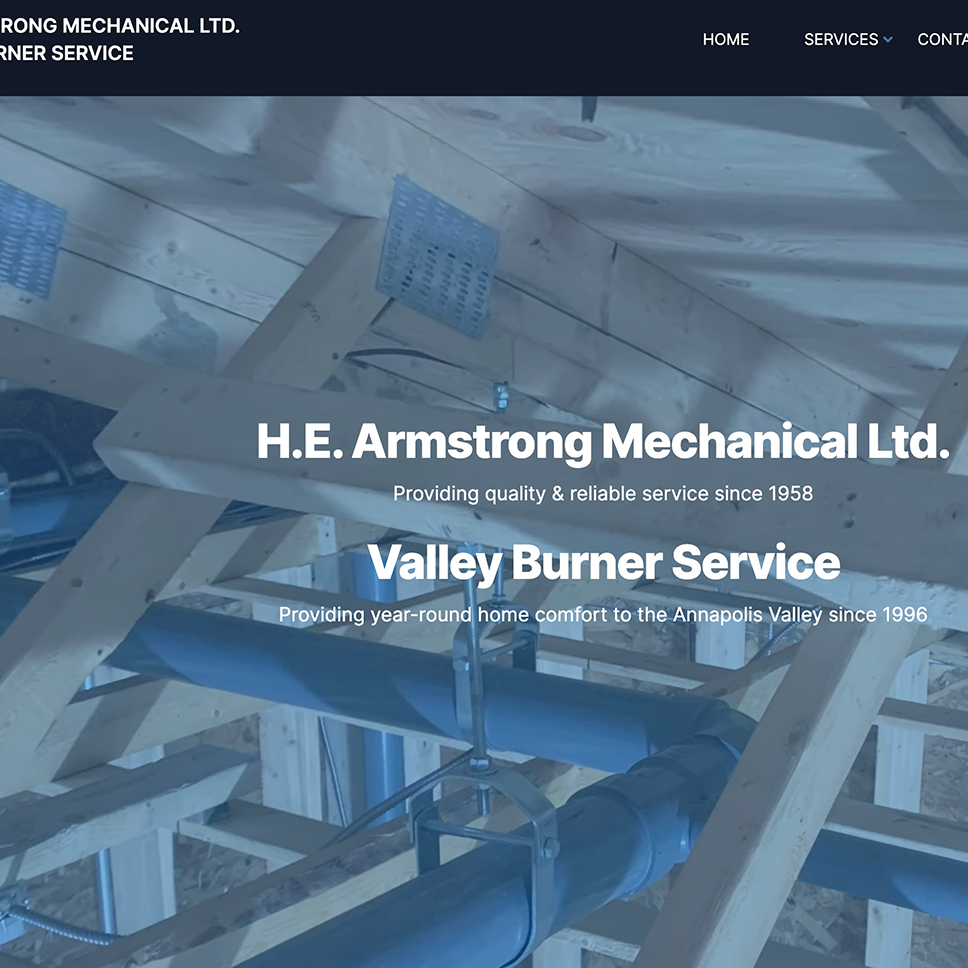 RONG MECHANICAL LTD.
RNER SERVICE
HOME SERVICES CONTA
H.E. Armstrong Mechanical Ltd.
Providing quality & reliable service since 1958
Valley Burner Service
Providing year-round home comfort to the Annapolis Valley since 1996